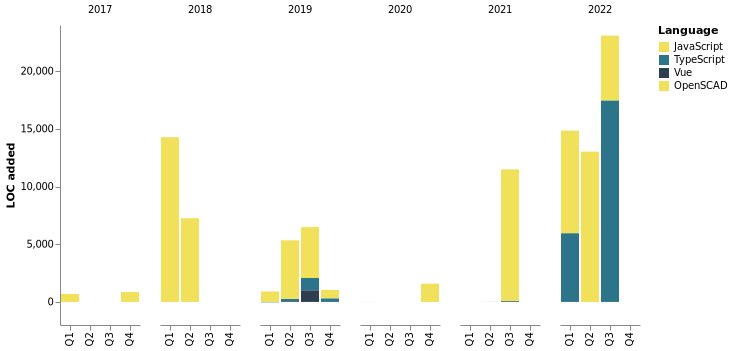 2017 2018 2019 2020 2021 2022
Language
JavaScript
TypeScript
Vue
OpenSCAD
LOC added
20,000
15,000
10,000
5,000
0
Q1 Q2 Q3 Q4 Q1 Q2 Q3 Q4 Q1 Q2 Q3 Q4 Q1 Q2 Q3 Q4 Q1 Q2 Q3 Q4 Q1 Q2 Q3 Q4